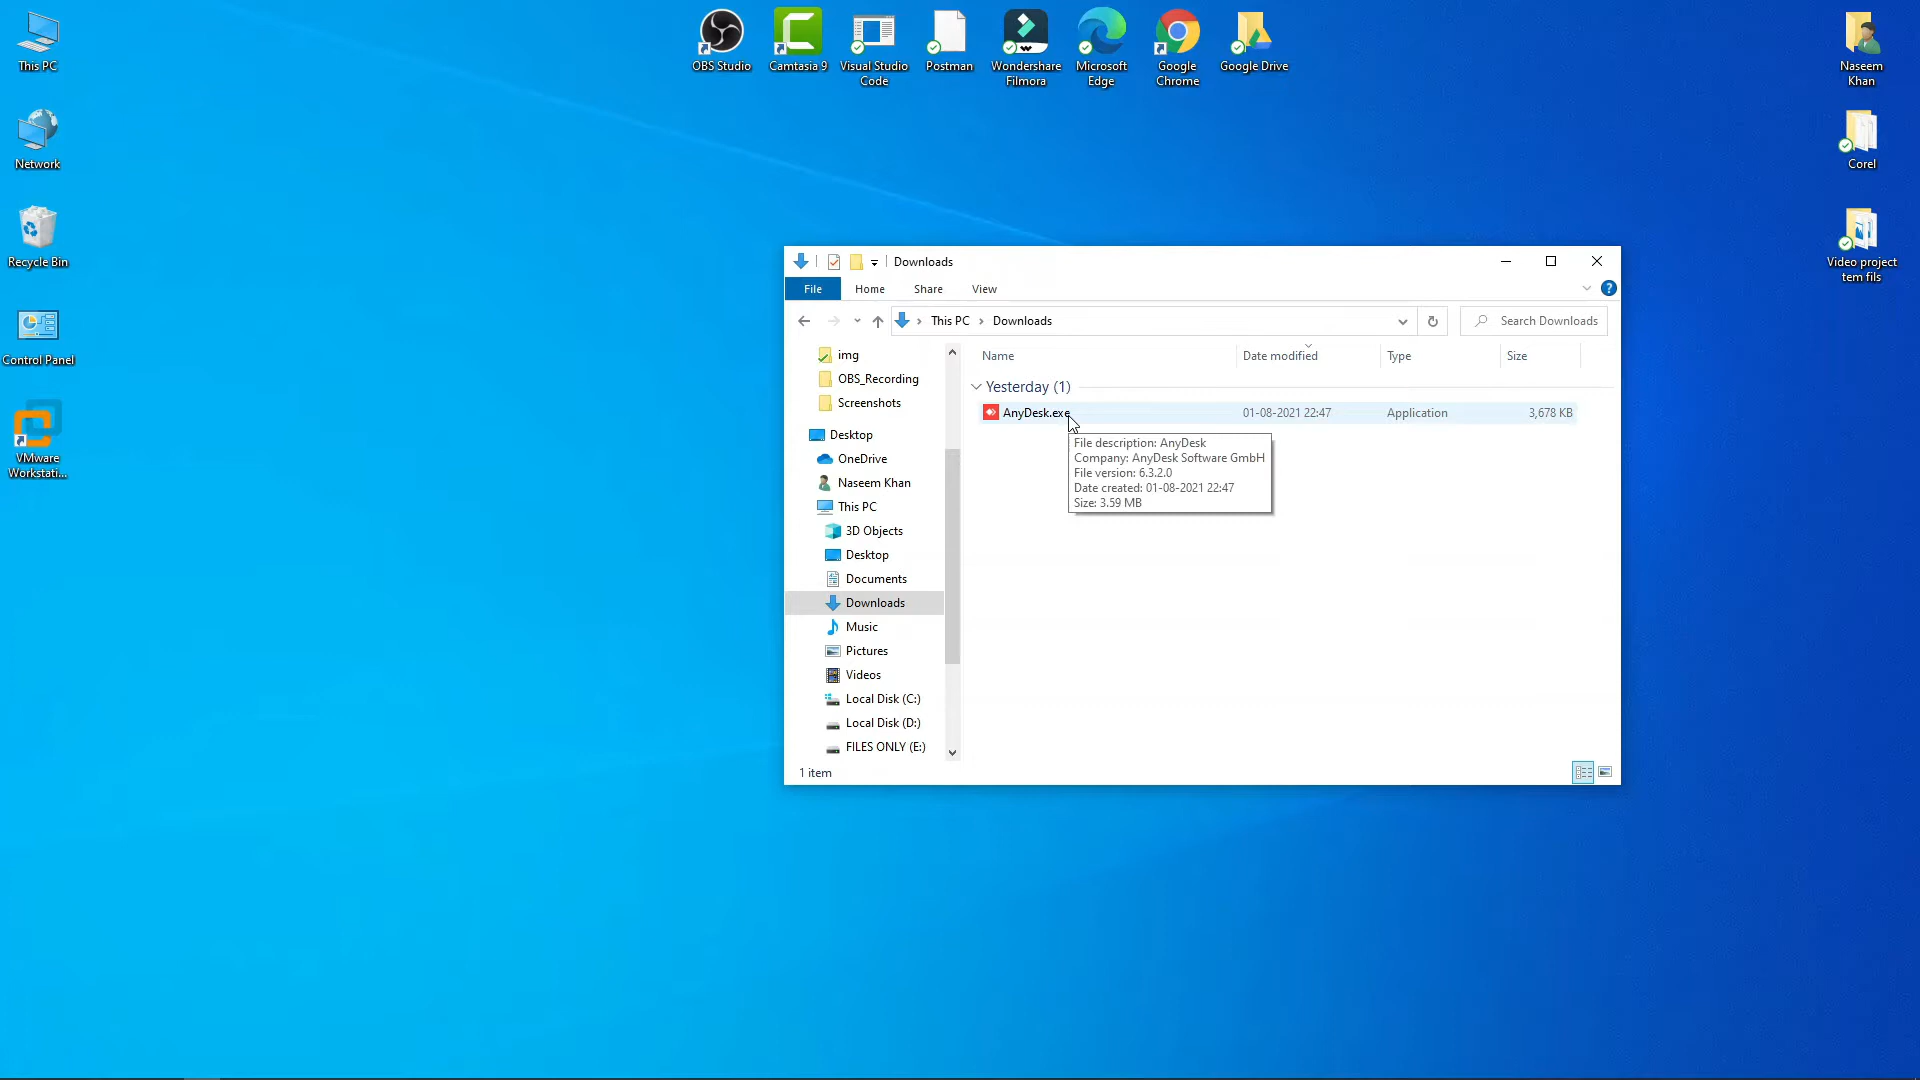 This PC
Network
Recycle Bin
Control Panel
VMware
Workstati...
OBS Studio
Camtasia 9
Visual Studio
Code
Postman
Wondershare
Filmora
Microsoft
Edge
Google
Chrome
Google Drive
Naseem
Khan
Corel
Video project
tem fils
Downloads
File
Home
Share
View
This PC
Downloads
Search Downloads
img
OBS_Recording
Screenshots
Desktop
OneDrive
Naseem Khan
This PC
3D Objects
Desktop
Documents
Downloads
Music
Pictures
Videos
Local Disk (C:)
Local Disk (D:)
FILES ONLY (E:)
Name Date modified Type Size
Yesterday (1)
AnyDesk.exe 01-08-2021 22:47 Application 3,678 KB
File description: AnyDesk
Company: AnyDesk Software GmbH
File version: 6.3.2.0
Date created: 01-08-2021 22:47
Size: 3.59 MB
1 item